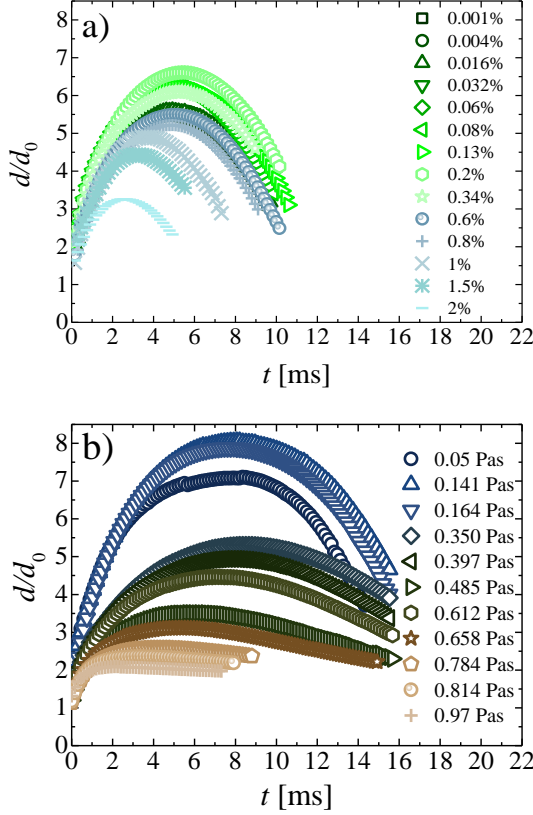 a)
d/d0
8
7
6
5
4
3
2
1
0
0 2 4 6 8 10 12 14 16 18 20 22
t [ms]
0.001%
0.004%
0.016%
0.032%
0.06%
0.08%
0.13%
0.2%
0.34%
0.6%
0.8%
1%
1.5%
2%
b)
d/d0
8
7
6
5
4
3
2
1
0
0 2 4 6 8 10 12 14 16 18 20 22
t [ms]
0.05 Pas
0.141 Pas
0.164 Pas
0.350 Pas
0.397 Pas
0.485 Pas
0.612 Pas
0.658 Pas
0.784 Pas
0.814 Pas
0.97 Pas